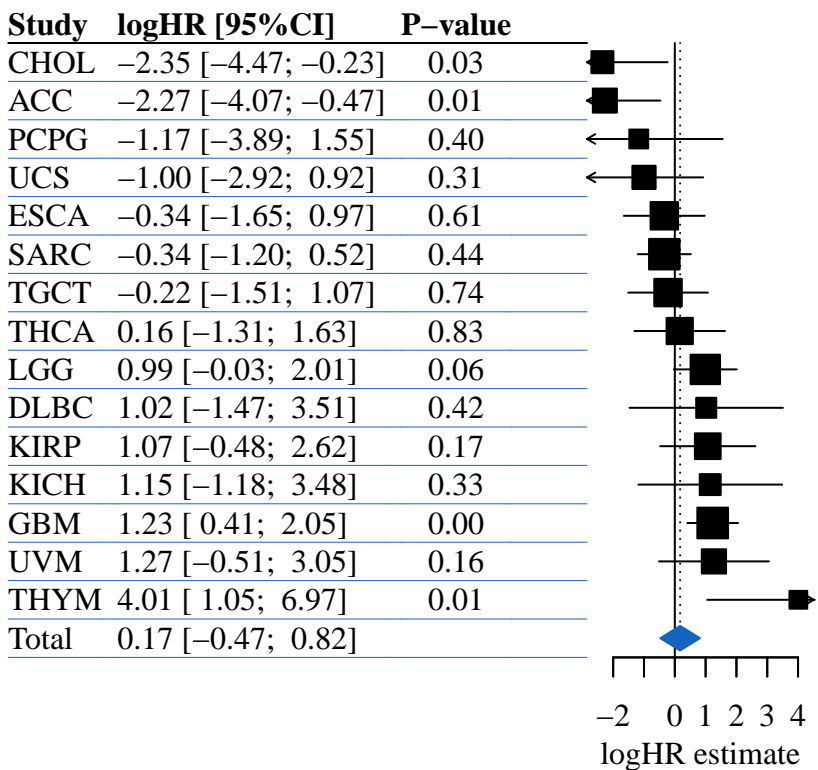 Study logHR [95%CI] P−value
CHOL −2.35 [−4.47; −0.23] 0.03
ACC −2.27 [−4.07; −0.47] 0.01
PCPG −1.17 [−3.89; 1.55] 0.40
UCS −1.00 [−2.92; 0.92] 0.31
ESCA −0.34 [−1.65; 0.97] 0.61
SARC −0.34 [−1.20; 0.52] 0.44
TGCT −0.22 [−1.51; 1.07] 0.74
THCA 0.16 [−1.31; 1.63] 0.83
LGG 0.99 [−0.03; 2.01] 0.06
DLBC 1.02 [−1.47; 3.51] 0.42
KIRP 1.07 [−0.48; 2.62] 0.17
KICH 1.15 [−1.18; 3.48] 0.33
GBM 1.23 [ 0.41; 2.05] 0.00
UVM 1.27 [−0.51; 3.05] 0.16
THYM 4.01 [ 1.05; 6.97] 0.01
Total 0.17 [−0.47; 0.82]
−2 0 1 2 3 4
logHR estimate